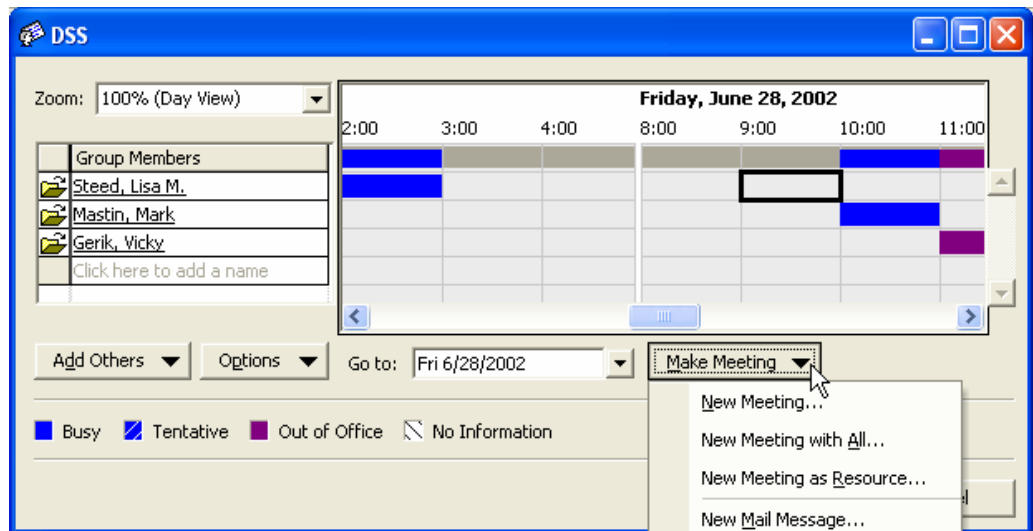 DSS
Zoom: 100% (Day View)
Friday, June 28, 2002
2:00 3:00 4:00 8:00 9:00 10:00 11:00
Group Members
Steed, Lisa M.
Mastin, Mark
Gerik, Vicky
Click here to add a name
Add Others Options Go to: Fri 6/28/2002 Make Meeting
New Meeting...
New Meeting with All...
New Meeting as Resource...
New Mail Message...
Busy Tentative Out of Office No Information